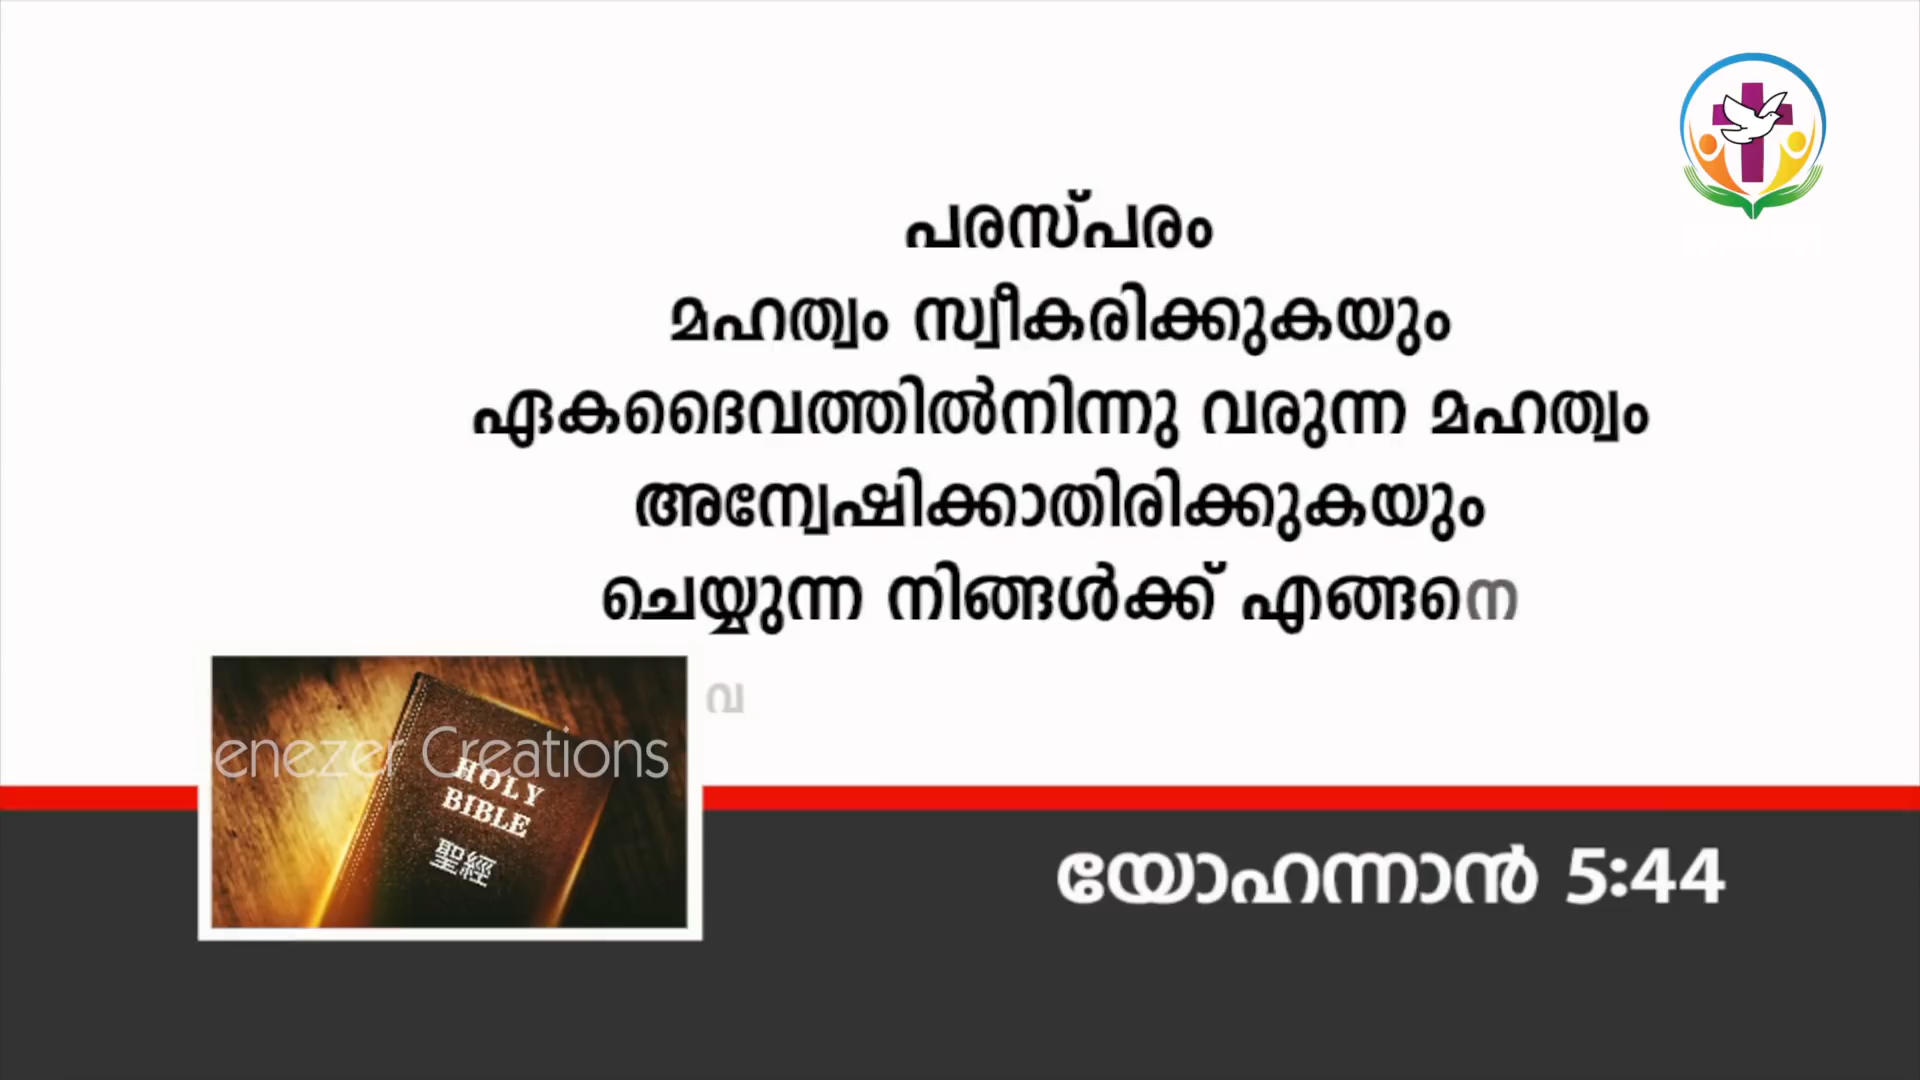 പരസ്പരം
മഹത്വം സ്വീകരിക്കുകയും
ഏകദൈവത്തിൽനിന്നു വരുന്ന മഹത്വം
അന്വേഷിക്കാതിരിക്കുകയും
ചെയ്യുന്ന നിങ്ങൾക്ക് എങ്ങനെ
വ
enezer Creations
HOLY
BIBLE
聖經
യോഹന്നാൻ 5:44